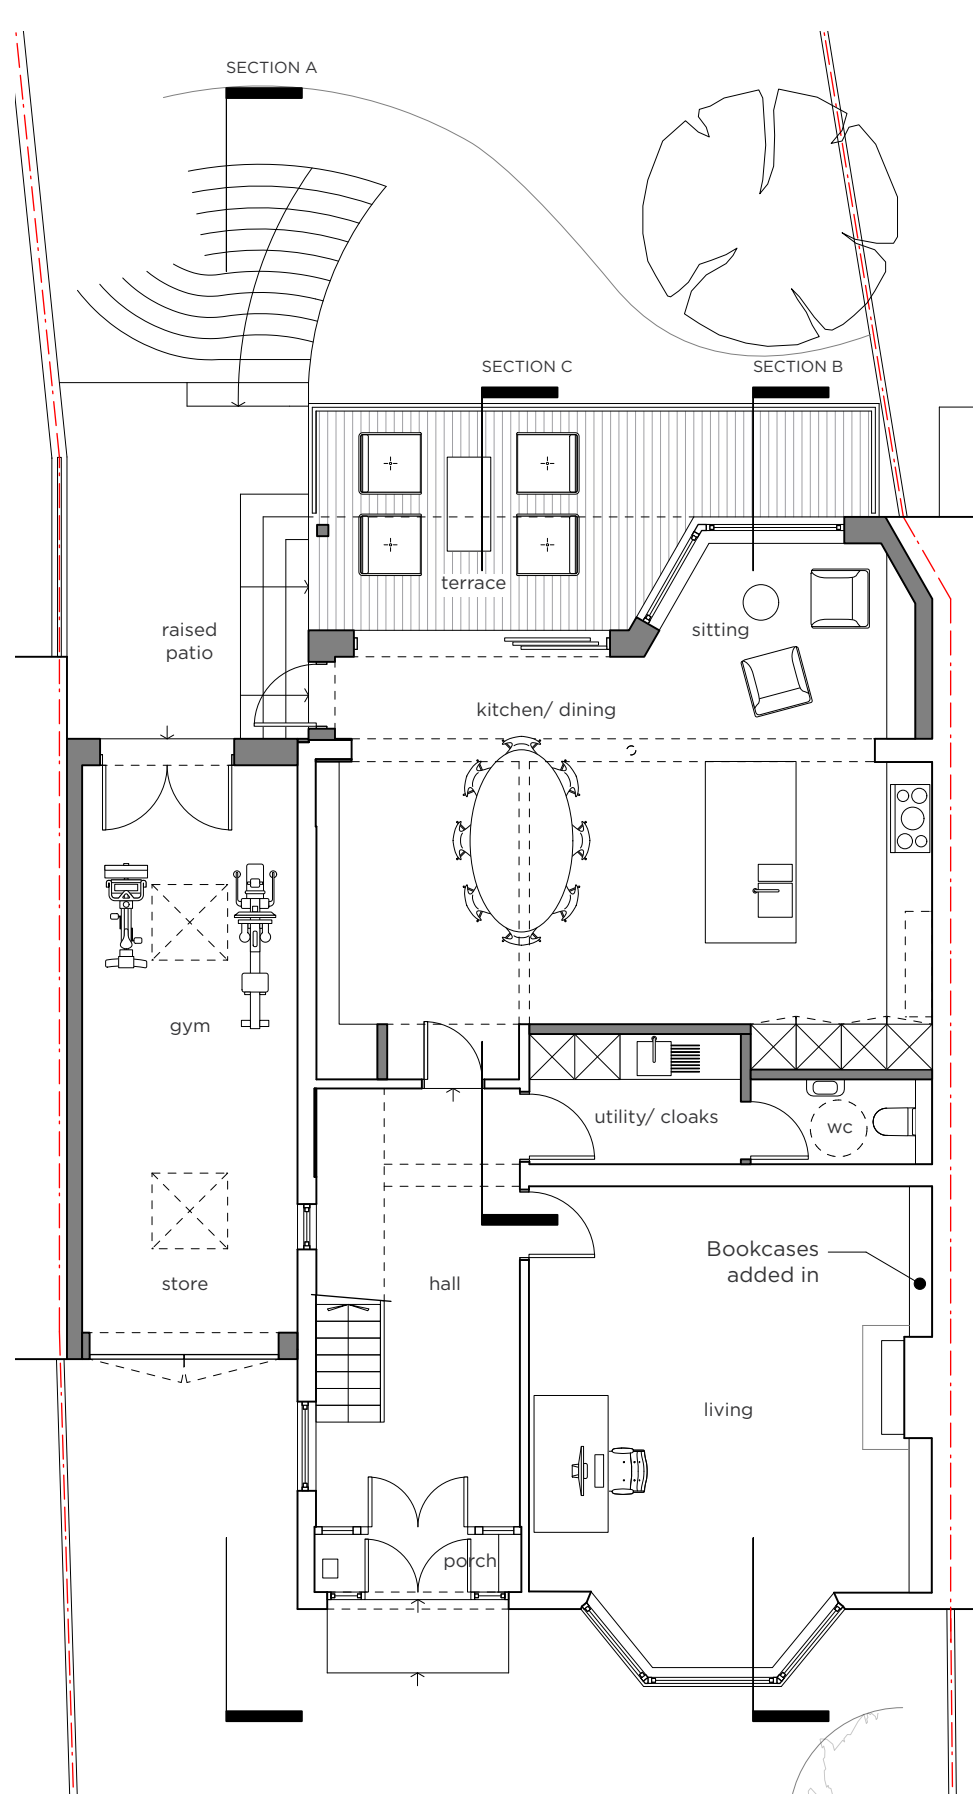 SECTION A
SECTION C
SECTION B
terrace
raised
patio
sitting
kitchen/ dining
gym
utility/ cloaks
wc
Bookcases
added in
store
hall
living
porch